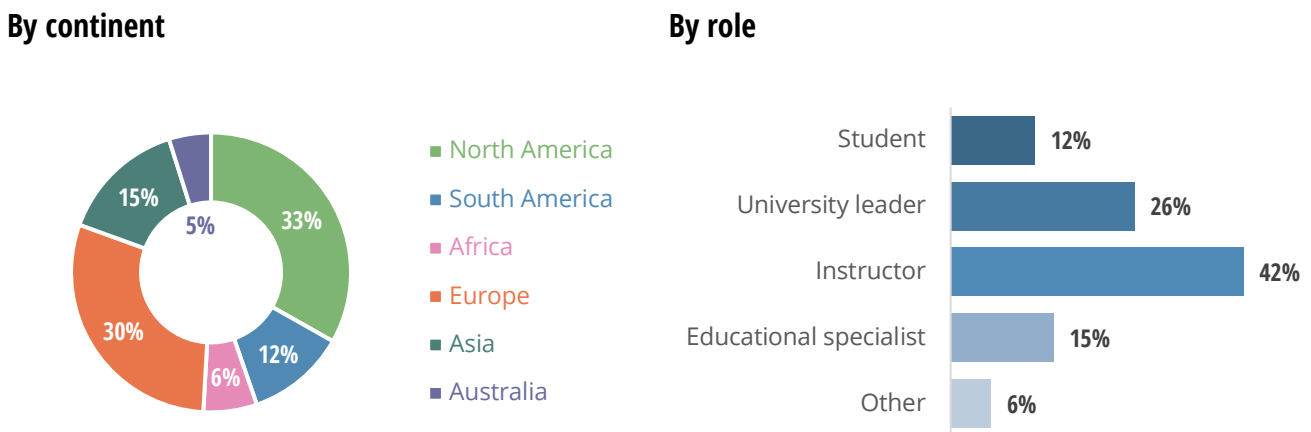 By continent
By role
33%
12%
6%
30%
15%
5%
North America
South America
Africa
Europe
Asia
Australia
Student 12%
University leader 26%
Instructor 42%
Educational specialist 15%
Other 6%